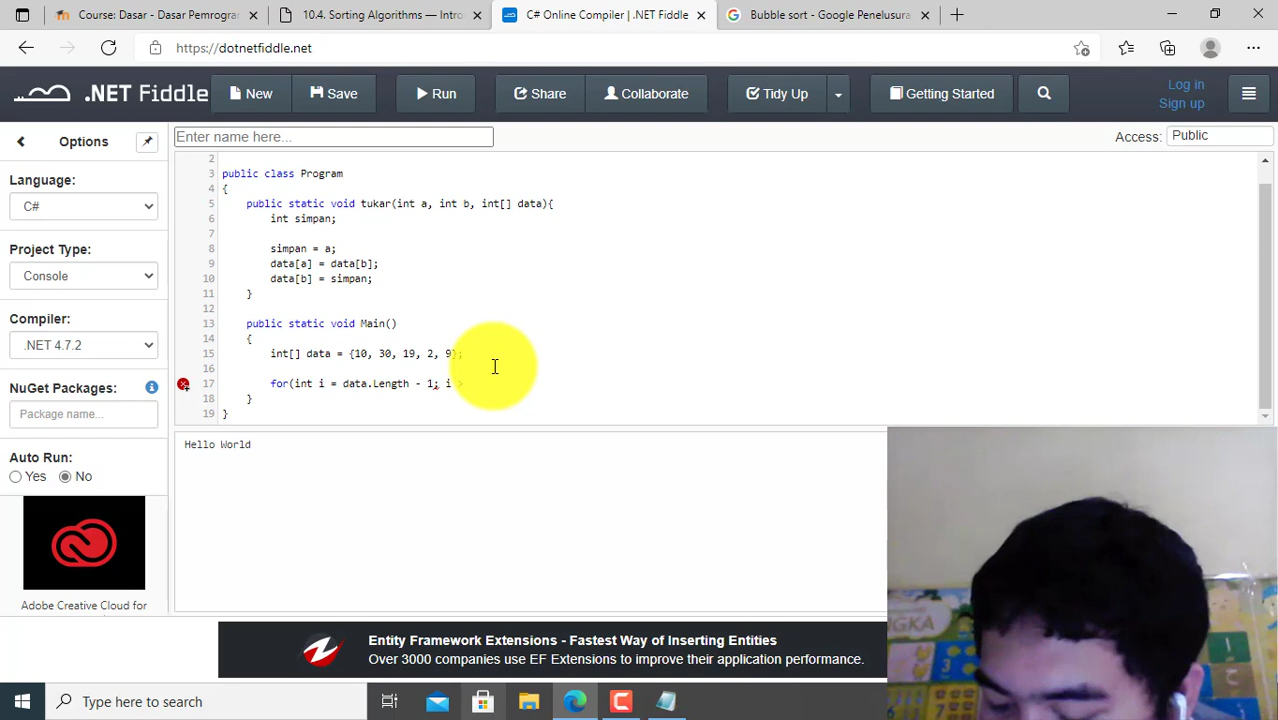 Course: Dasar - Dasar Pemrogra
10.4. Sorting Algorithms — Intro
C# Online Compiler | .NET Fiddle
Bubble sort - Google Penelusura
https://dotnetfiddle.net
.NET Fiddle
New
Save
Run
Share
Collaborate
Tidy Up
Getting Started
Log in
Sign up
Options
Enter name here...
Access:
Public
Language:
C#
Project Type:
Console
Compiler:
.NET 4.7.2
NuGet Packages:
Package name...
Auto Run:
Yes
No
Adobe Creative Cloud for
2
3 public class Program
4 {
5 public static void tukar(int a, int b, int[] data){
6 int simpan;
7
8 simpan = a;
9 data[a] = data[b];
10 data[b] = simpan;
11 }
12
13 public static void Main()
14 {
15 int[] data = {10, 30, 19, 2, 9};
16
17 for(int i = data.Length - 1; i >
18 }
19 }
Hello World
Entity Framework Extensions - Fastest Way of Inserting Entities
Over 3000 companies use EF Extensions to improve their application performance.
NGKA
Type here to search